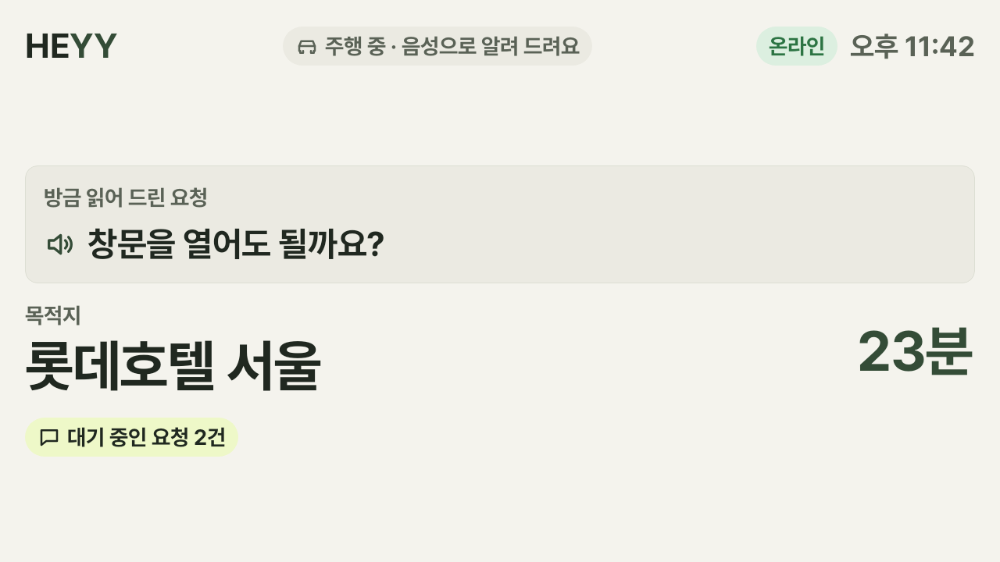 HEYY
주행 중 · 음성으로 알려 드려요
온라인
오후 11:42
방금 읽어 드린 요청
창문을 열어도 될까요?
목적지
롯데호텔 서울
23분
대기 중인 요청 2건